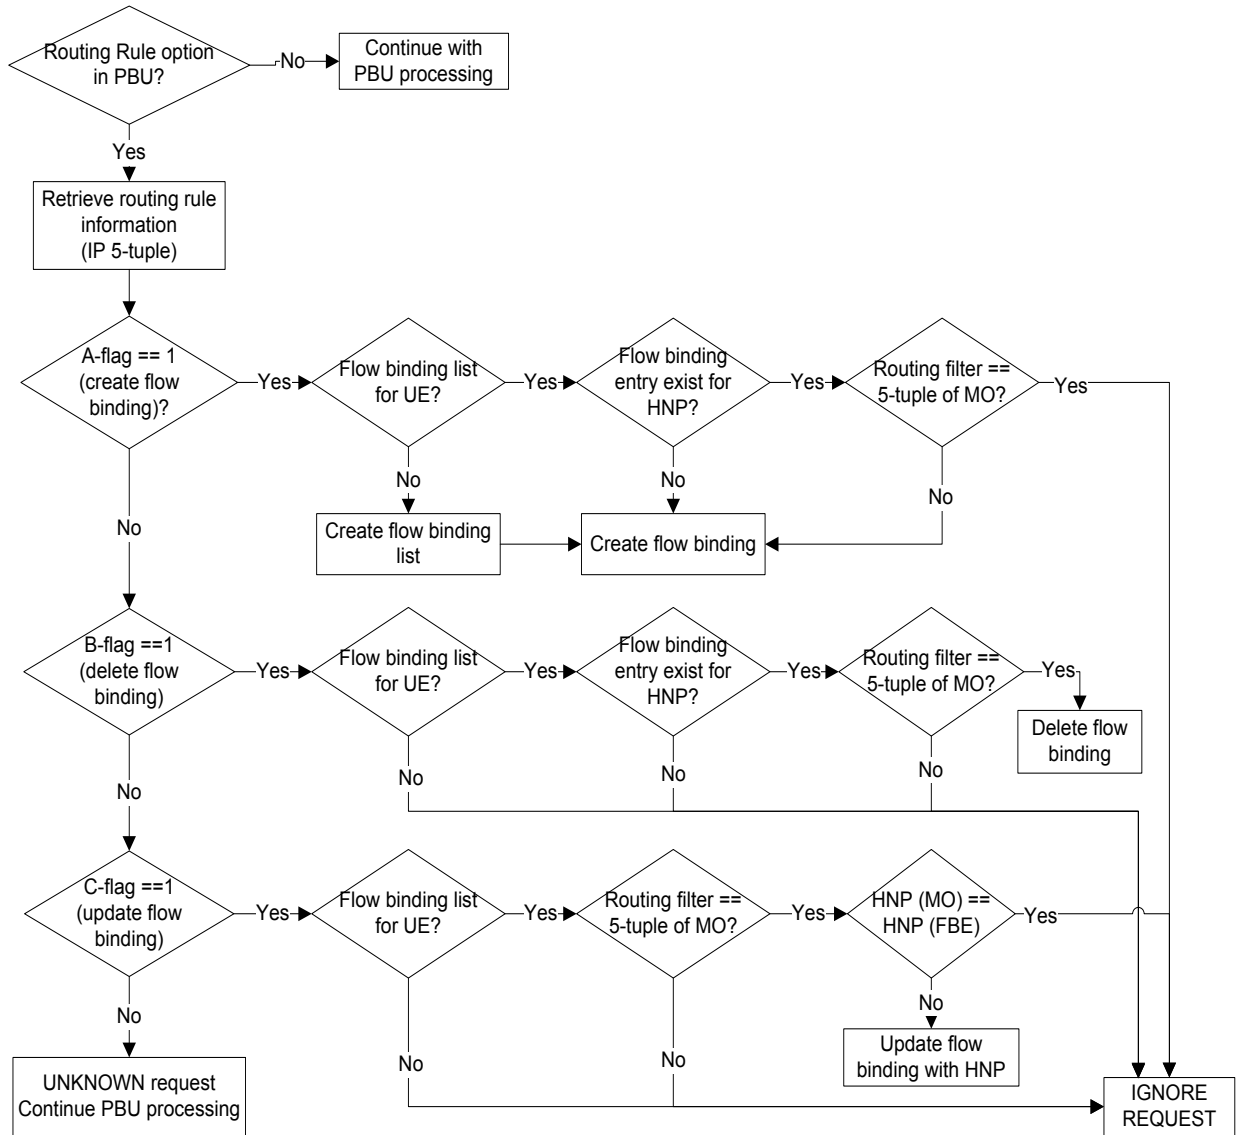 Routing Rule option
in PBU?
No
Continue with
PBU processing
Yes
Retrieve routing rule
information
(IP 5-tuple)
A-flag == 1
(create flow
binding)?
Yes
Flow binding list
for UE?
Yes
Flow binding
entry exist for
HNP?
Yes
Routing filter ==
5-tuple of MO?
Yes
No
No
No
No
Create flow binding
list
Create flow binding
B-flag ==1
(delete flow
binding)
Yes
Flow binding list
for UE?
Yes
Flow binding
entry exist for
HNP?
Yes
Routing filter ==
5-tuple of MO?
Yes
Delete flow
binding
No
No
No
No
C-flag ==1
(update flow
binding)
Yes
Flow binding list
for UE?
Yes
Routing filter ==
5-tuple of MO?
Yes
HNP (MO) ==
HNP (FBE)
Yes
No
No
Update flow
binding with HNP
No
No
UNKNOWN request
Continue PBU processing
IGNORE
REQUEST